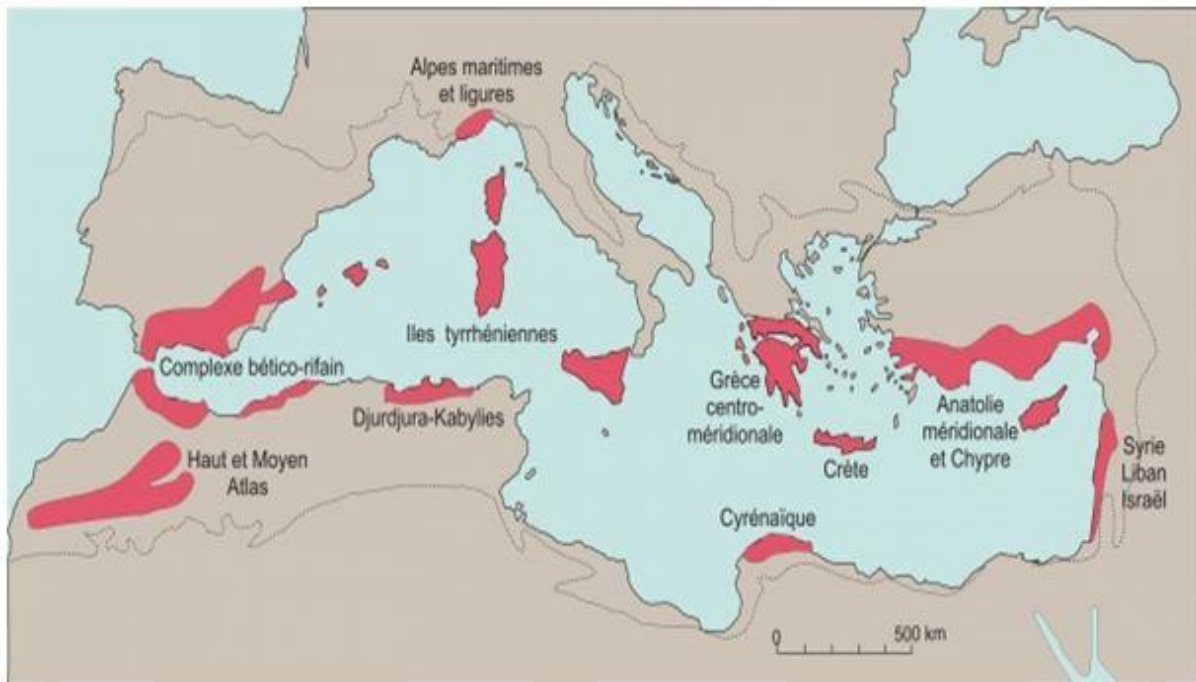 Alpes maritimes
et ligures
Iles tyrrhéniennes
Complexe bético-rifain
Djurdjura-Kabylies
Haut et Moyen
Atlas
Grèce
centro-
méridionale
Crète
Anatolie
méridionale
et Chypre
Syrie
Liban
Israël
Cyrénaïque
0 500 km